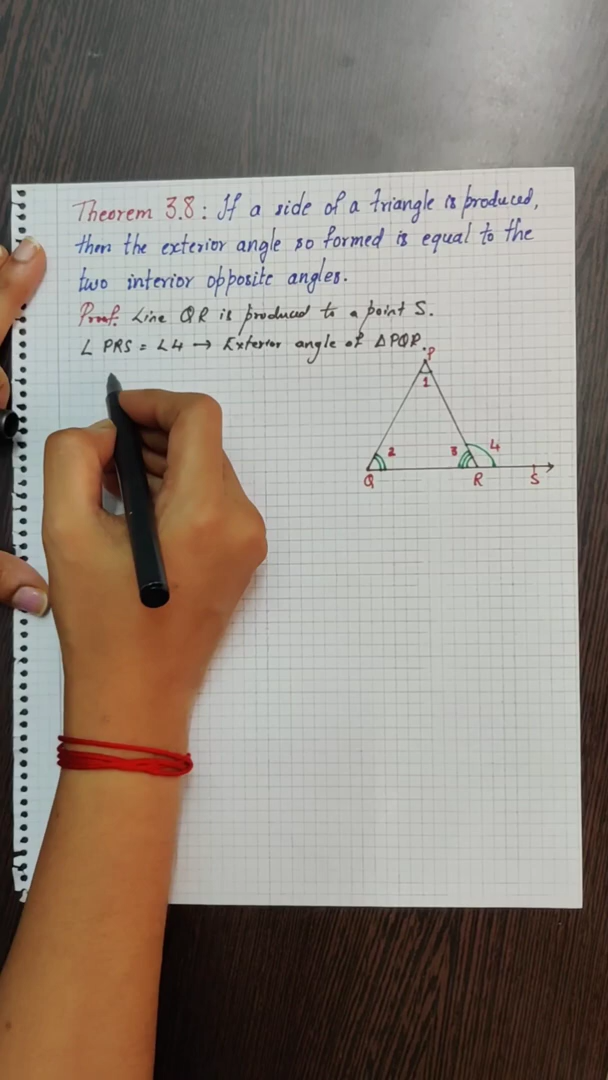 Theorem 3.8: If a side of a triangle is produced,
then the exterior angle so formed is equal to the
two interior opposite angles.
Proof. Line QR is produced to a point S.
∠ PRS = ∠4 → Exterior angle of ΔPQR.
P
1
2
3
4
Q
R
S